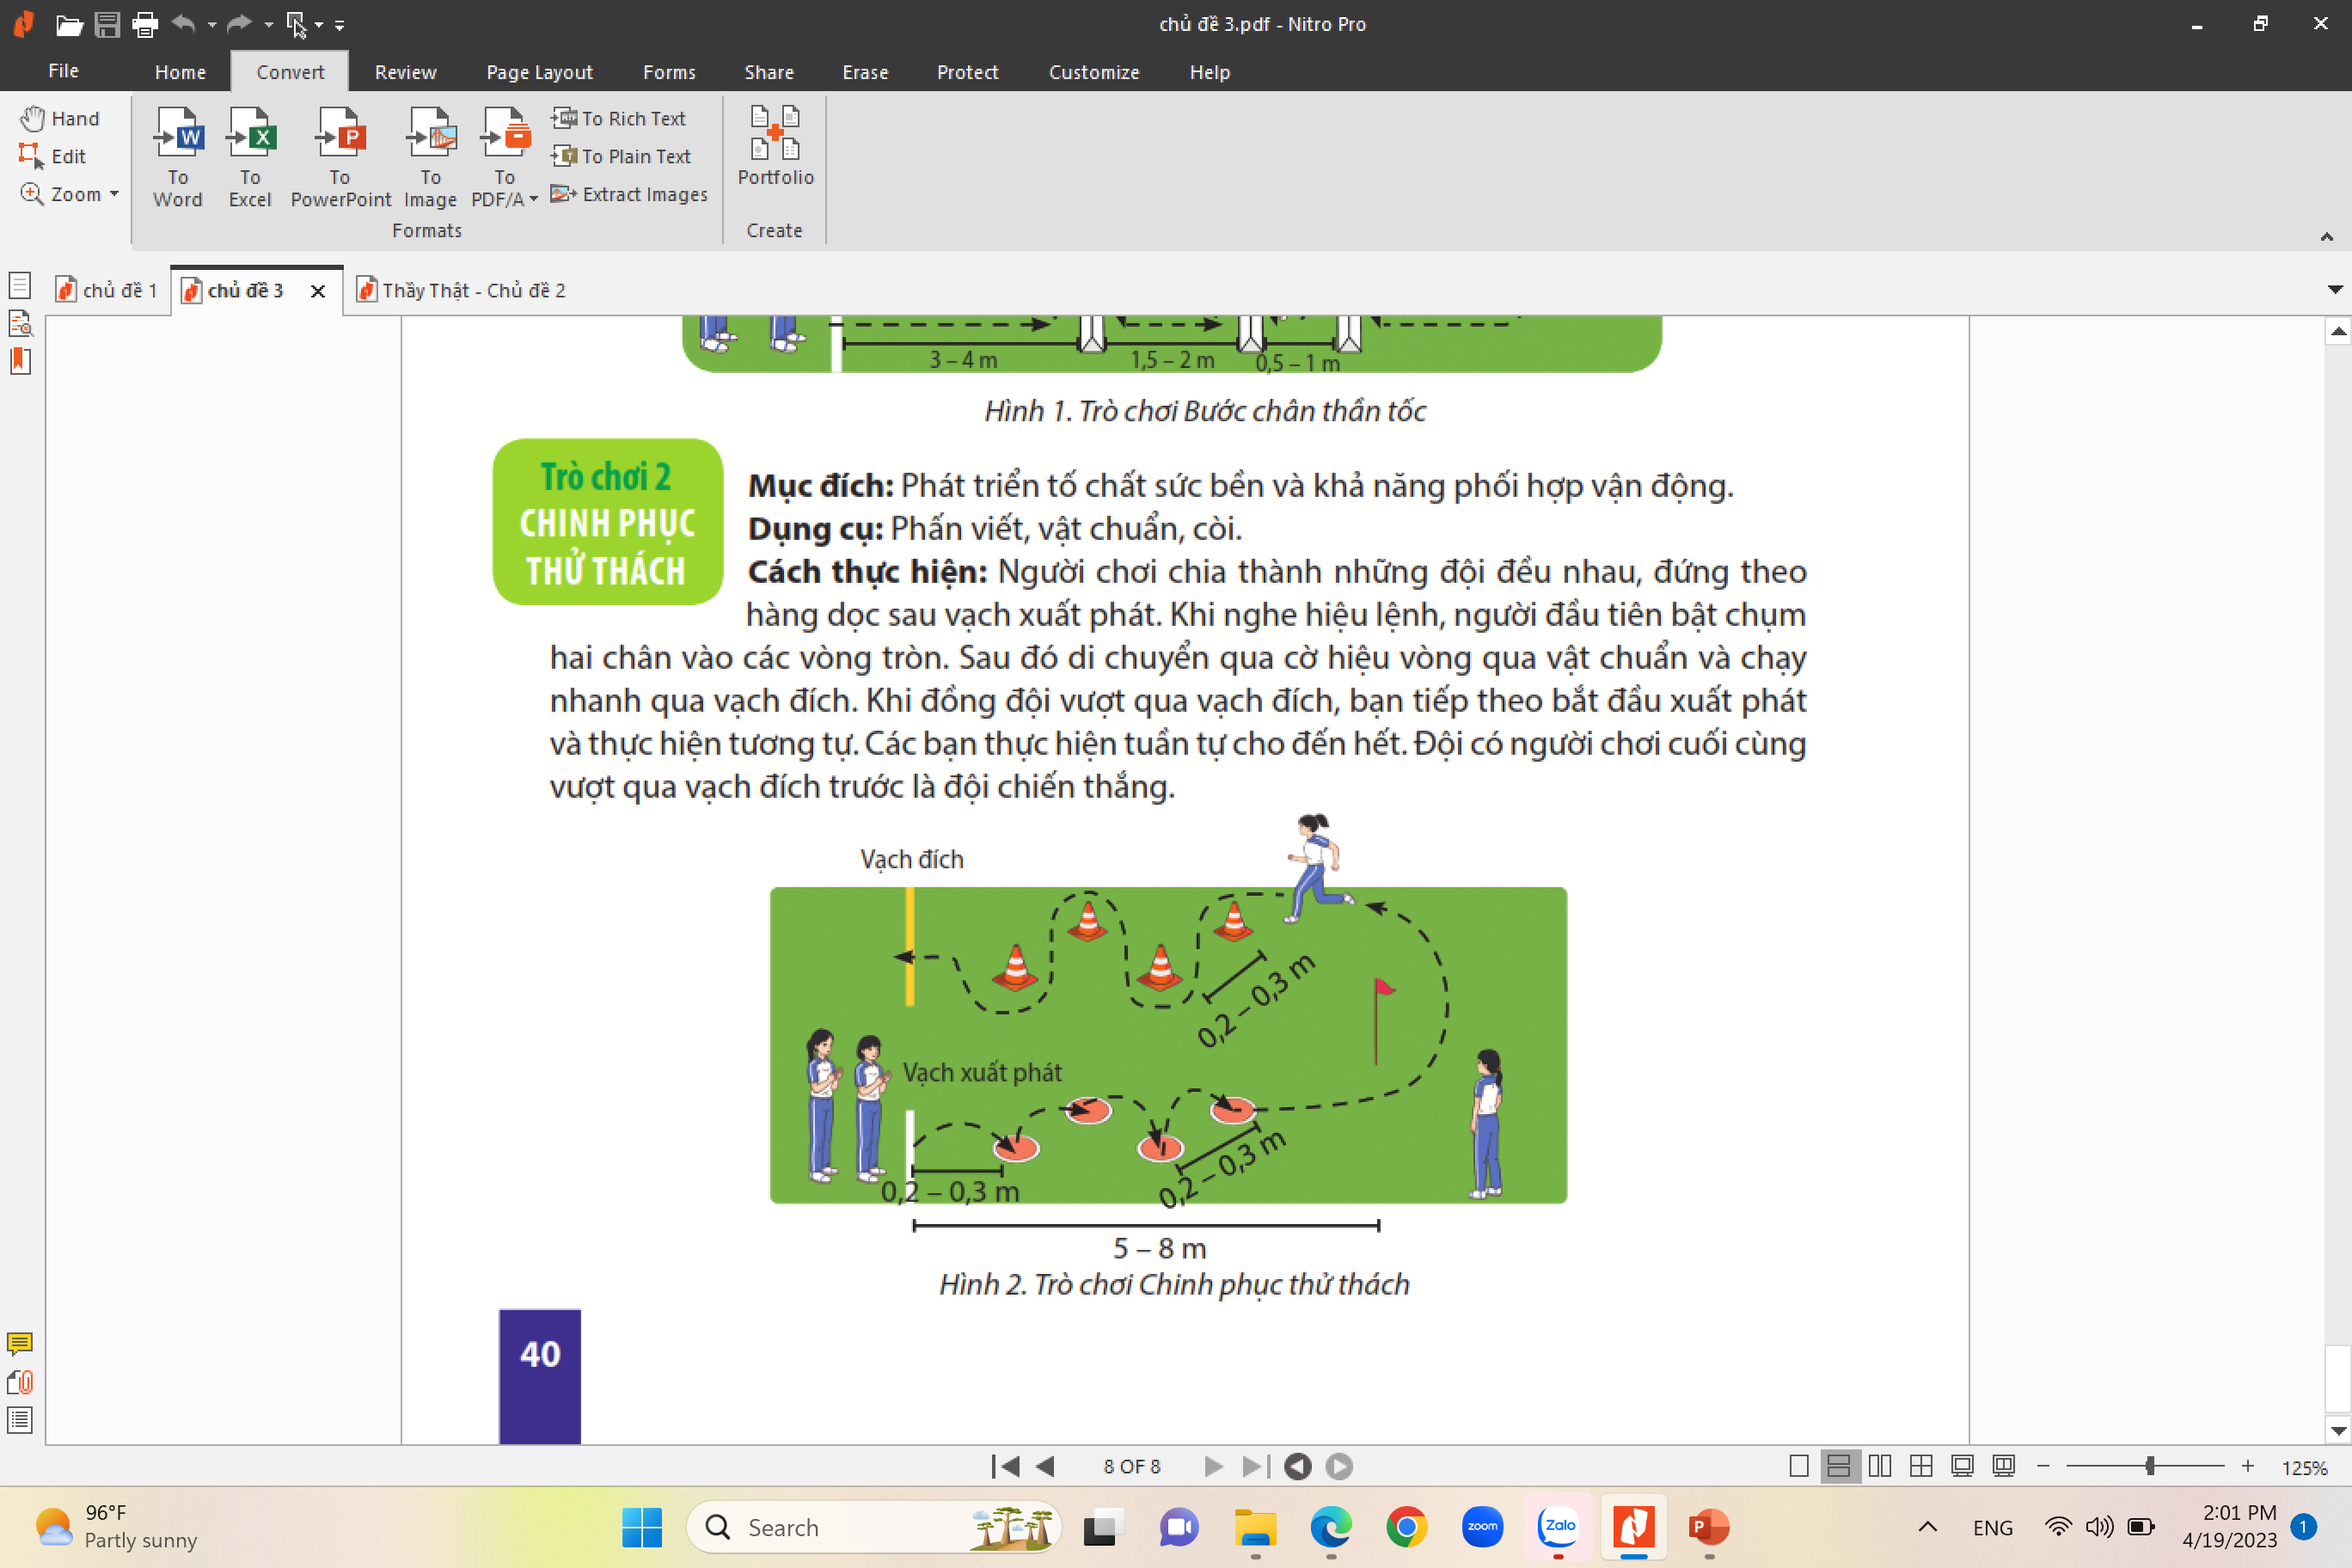 chủ đề 3.pdf - Nitro Pro
File Home Convert Review Page Layout Forms Share Erase Protect Customize Help
Hand
Edit
Zoom
To Word
To Excel
To PowerPoint
To Image
To PDF/A
To Rich Text
To Plain Text
Extract Images
Formats
Portfolio
Create
chủ đề 1
chủ đề 3
Thầy Thật - Chủ đề 2
3 – 4 m
1,5 – 2 m
0,5 – 1 m
Hình 1. Trò chơi Bước chân thần tốc
Trò chơi 2
CHINH PHỤC
THỬ THÁCH
Mục đích: Phát triển tố chất sức bền và khả năng phối hợp vận động.
Dụng cụ: Phấn viết, vật chuẩn, còi.
Cách thực hiện: Người chơi chia thành những đội đều nhau, đứng theo
hàng dọc sau vạch xuất phát. Khi nghe hiệu lệnh, người đầu tiên bật chụm
hai chân vào các vòng tròn. Sau đó di chuyển qua cờ hiệu vòng qua vật chuẩn và chạy
nhanh qua vạch đích. Khi đồng đội vượt qua vạch đích, bạn tiếp theo bắt đầu xuất phát
và thực hiện tương tự. Các bạn thực hiện tuần tự cho đến hết. Đội có người chơi cuối cùng
vượt qua vạch đích trước là đội chiến thắng.
Vạch đích
0,2 – 0,3 m
Vạch xuất phát
0,2 – 0,3 m
0,2 – 0,3 m
5 – 8 m
Hình 2. Trò chơi Chinh phục thử thách
40
8 OF 8
125%
96°F
Partly sunny
Search
zoom
Zalo
ENG
2:01 PM
4/19/2023
1